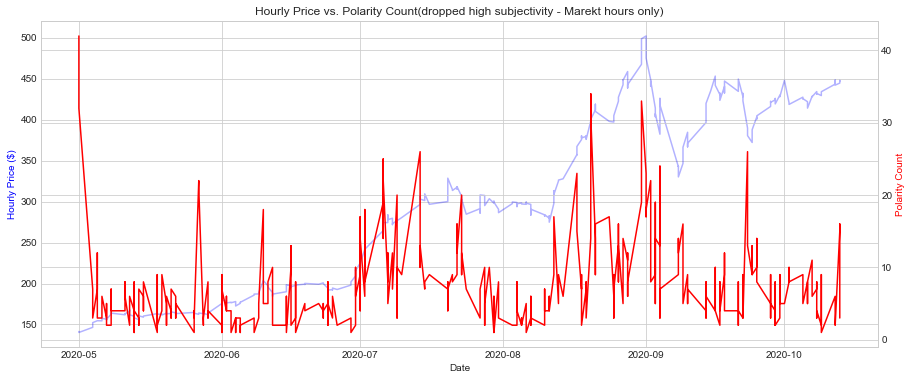 Hourly Price vs. Polarity Count(dropped high subjectivity - Marekt hours only)
500
450
400
350
300
250
200
150
Hourly Price ($)
40
30
20
10
0
Polarity Count
2020-05 2020-06 2020-07 2020-08 2020-09 2020-10
Date